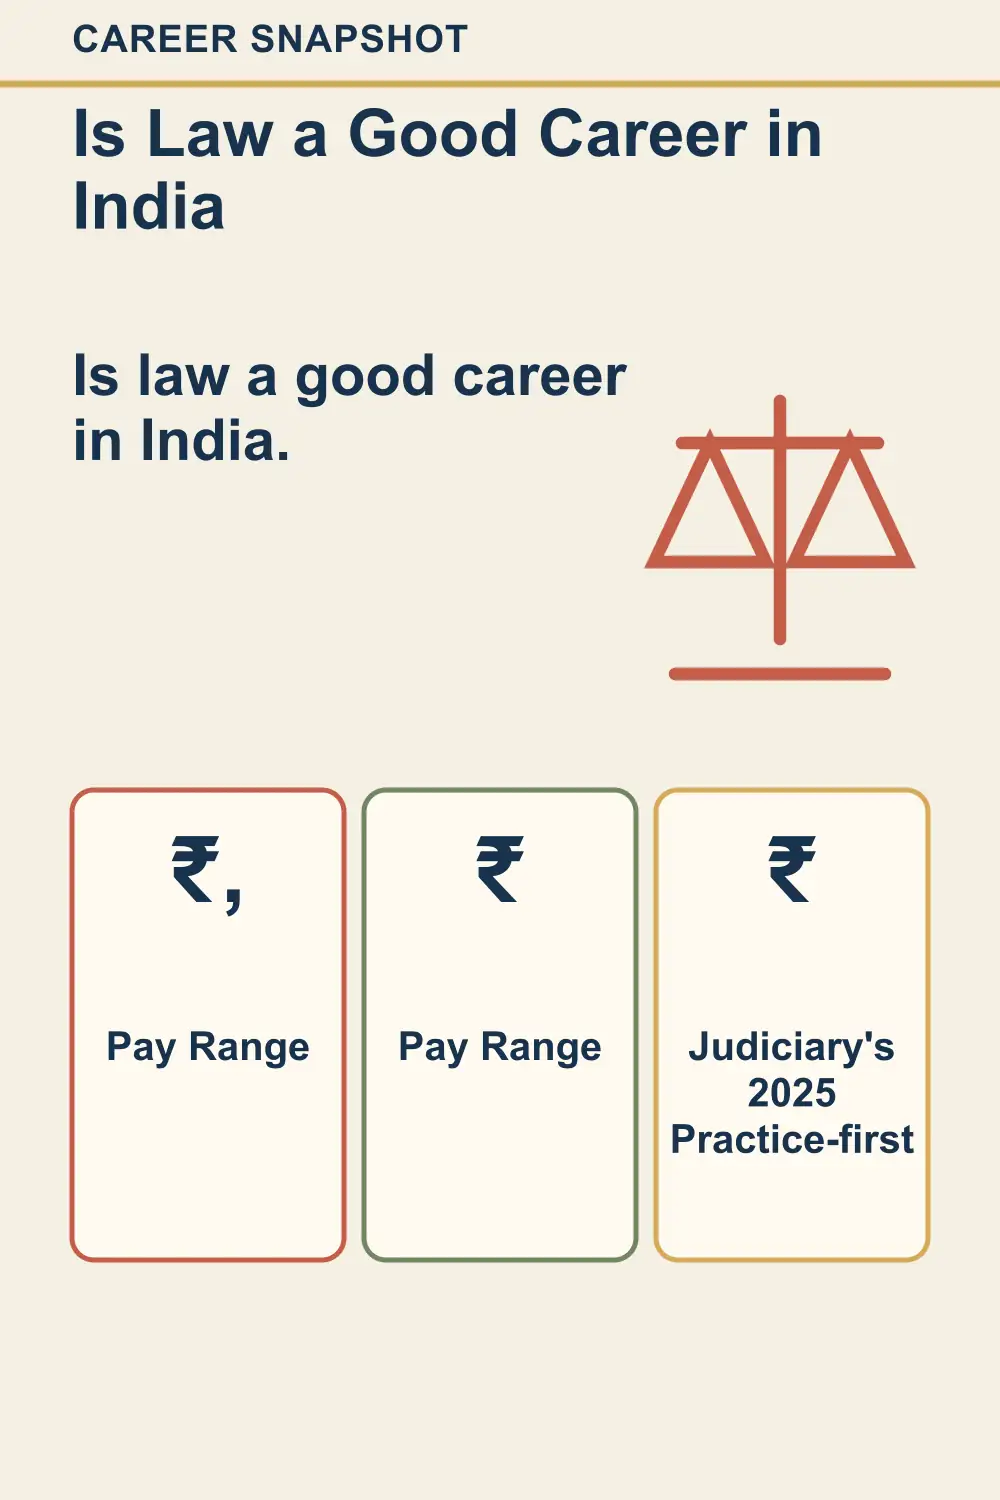 CAREER SNAPSHOT
Is Law a Good Career in
India
Is law a good career
in India.
₹,
Pay Range
₹
Pay Range
₹
Judiciary's
2025
Practice-first